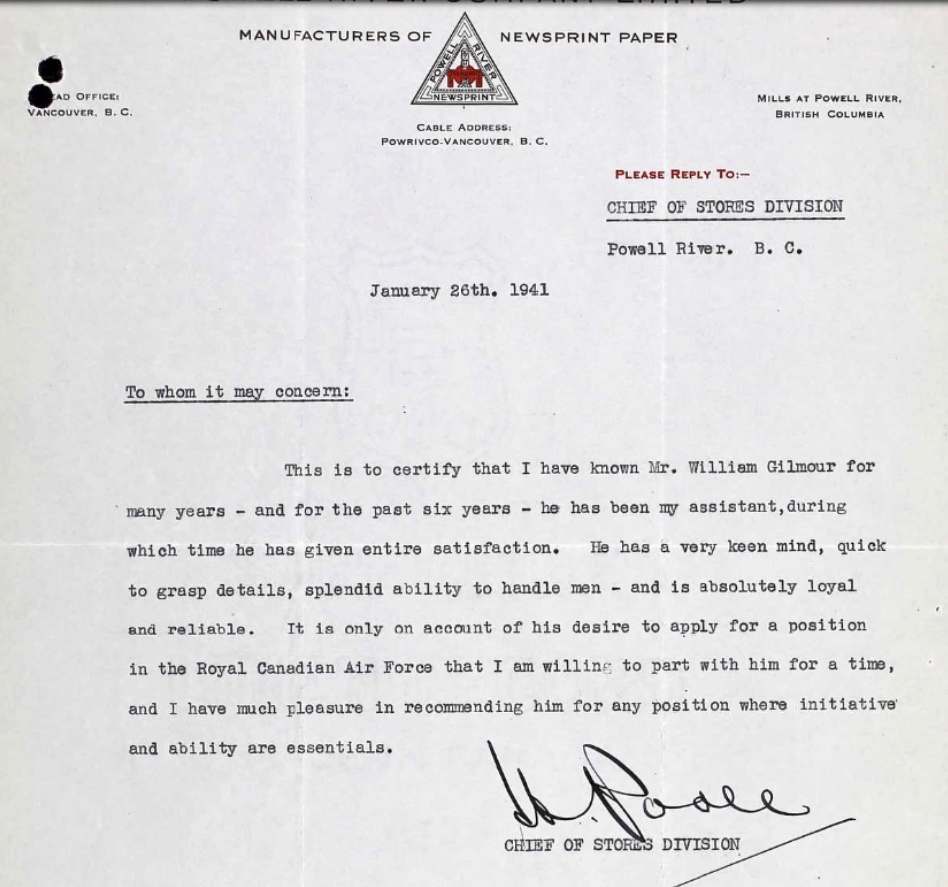 MANUFACTURERS OF NEWSPRINT PAPER
POWELL RIVER
NEWSPRINT
OFFICE:
VANCOUVER, B. C.
MILLS AT POWELL RIVER,
BRITISH COLUMBIA
CABLE ADDRESS:
POWRIVCO-VANCOUVER, B. C.
PLEASE REPLY TO:—
CHIEF OF STORES DIVISION
Powell River. B. C.
January 26th. 1941
To whom it may concern:
This is to certify that I have known Mr. William Gilmour for
many years - and for the past six years - he has been my assistant,during
which time he has given entire satisfaction. He has a very keen mind, quick
to grasp details, splendid ability to handle men - and is absolutely loyal
and reliable. It is only on account of his desire to apply for a position
in the Royal Canadian Air Force that I am willing to part with him for a time,
and I have much pleasure in recommending him for any position where initiative
and ability are essentials.
CHIEF OF STORES DIVISION